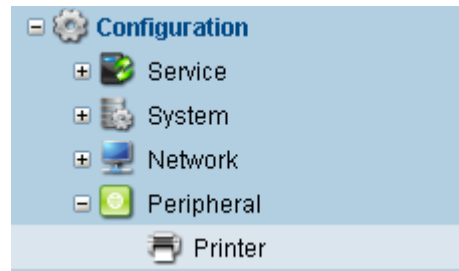 Configuration
Service
System
Network
Peripheral
Printer